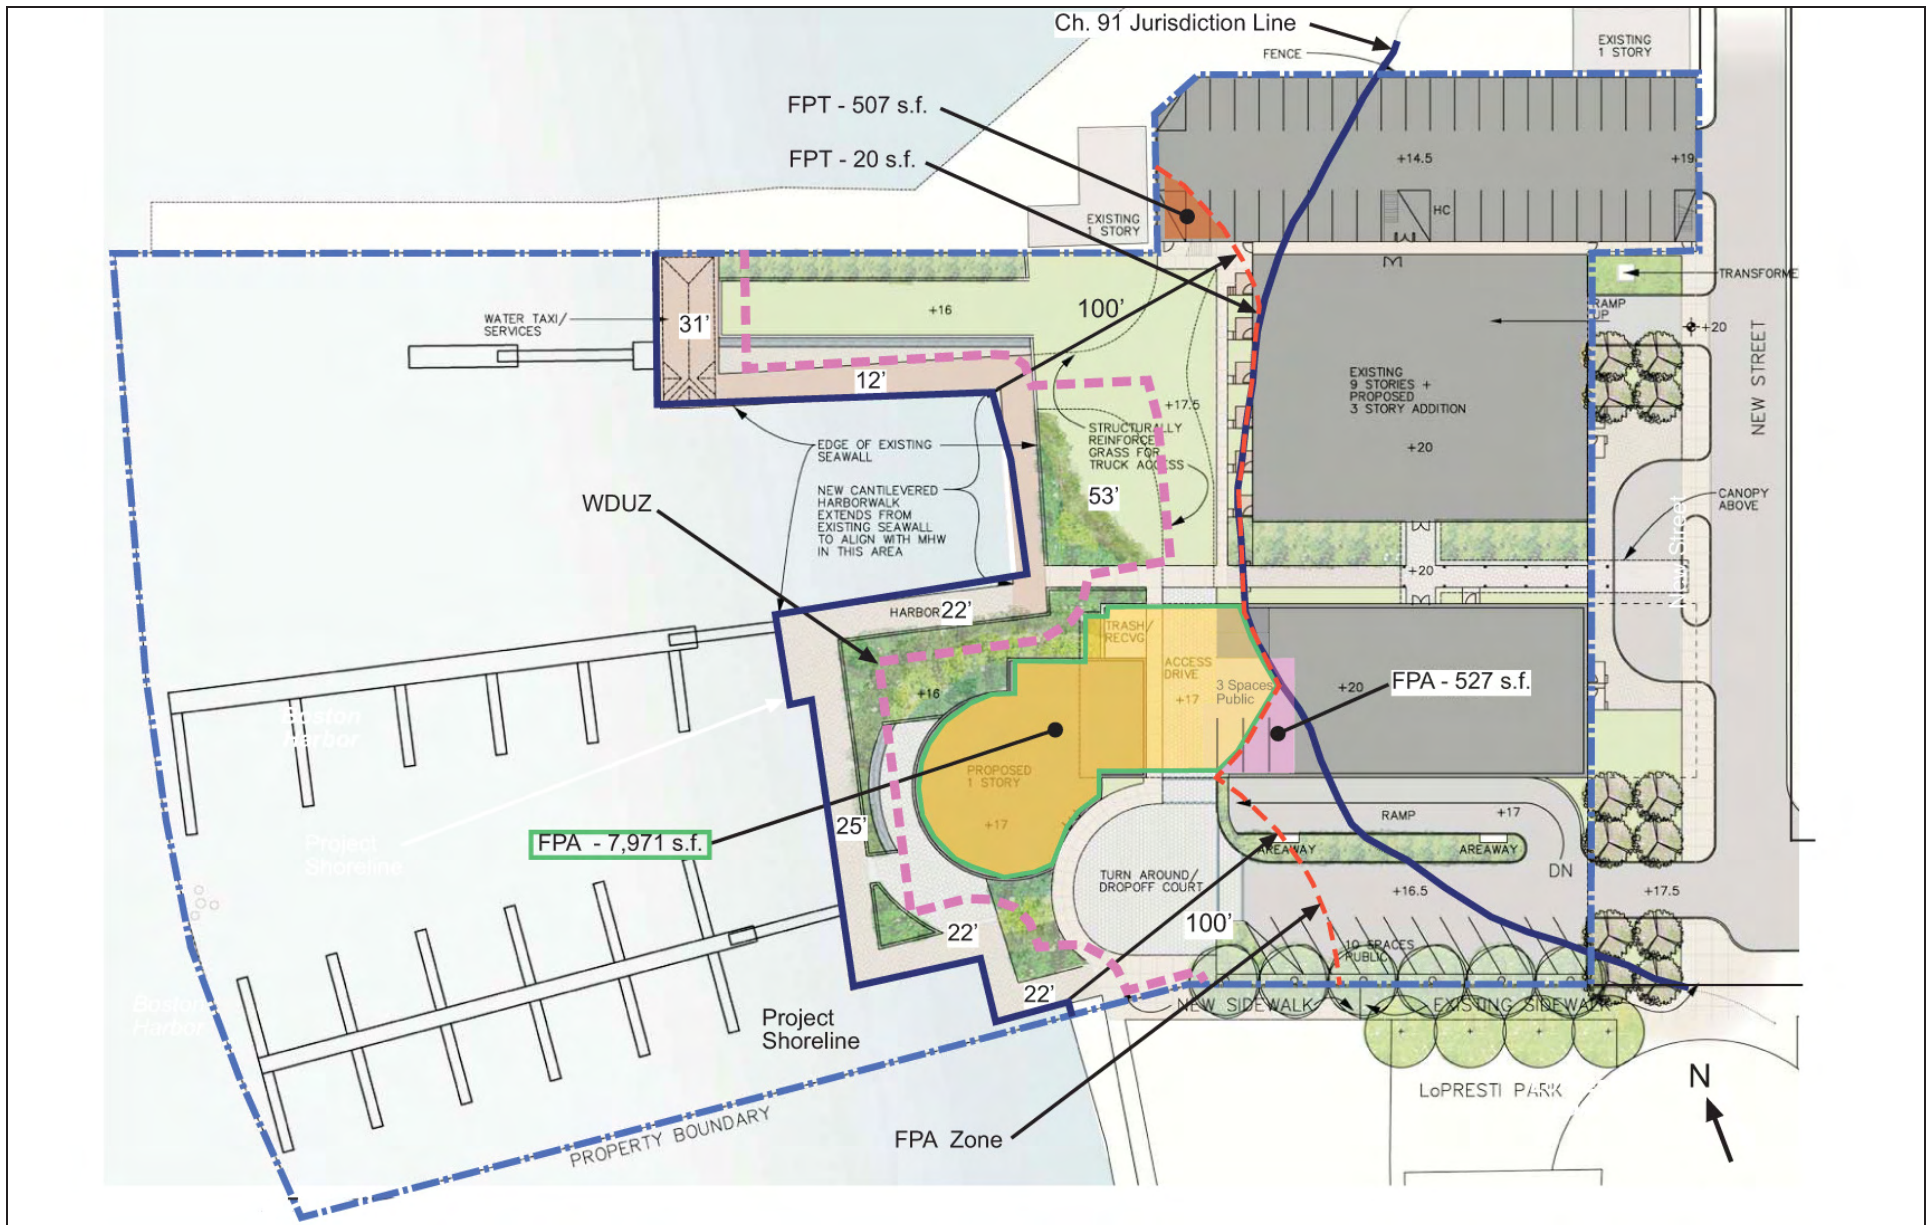 Ch. 91 Jurisdiction Line
FENCE
EXISTING
1 STORY
FPT - 507 s.f.
FPT - 20 s.f.
+14.5
+19
HC
EXISTING
1 STORY
TRANSFORME
RAMP
UP
+20
WATER TAXI/
SERVICES
31'
+16
100'
12'
+17.5
EXISTING
9 STORIES +
PROPOSED
3 STORY ADDITION
+20
NEW STREET
EDGE OF EXISTING
SEAWALL
STRUCTURALLY
REINFORCE
GRASS FOR
TRUCK ACCESS
53'
NEW CANTILEVERED
HARBORWALK
EXTENDS FROM
EXISTING SEAWALL
TO ALIGN WITH MHW
IN THIS AREA
WDUZ
CANOPY
ABOVE
New Street
+20
HARBOR
22'
TRASH/
RECVG
ACCESS
DRIVE
+17
3 Spaces
Public
+20
FPA - 527 s.f.
+16
Boston
Harbor
PROPOSED
1 STORY
+17
25'
FPA - 7,971 s.f.
Project
Shoreline
RAMP
+17
AREAWAY
AREAWAY
DN
TURN AROUND/
DROPOFF COURT
+16.5
+17.5
100'
22'
10 SPACES
PUBLIC
22'
NEW SIDEWALK
EXISTING SIDEWALK
Boston
Harbor
Project
Shoreline
LoPRESTI PARK
N
FPA Zone
PROPERTY BOUNDARY